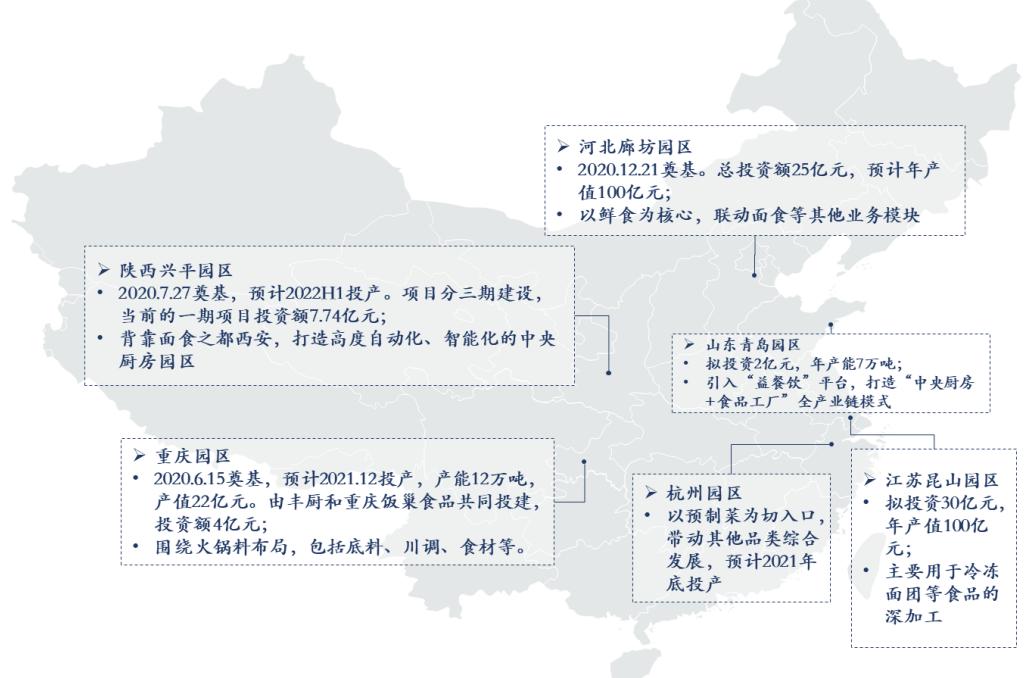 ➢ 河北廊坊园区
• 2020.12.21奠基。总投资额25亿元，预计年产
值100亿元；
• 以鲜食为核心，联动面食等其他业务模块
➢ 陕西兴平园区
• 2020.7.27奠基，预计2022H1投产。项目分三期建设，
当前的一期项目投资额7.74亿元；
• 背靠面食之都西安，打造高度自动化、智能化的中央
厨房园区
➢ 山东青岛园区
• 拟投资2亿元，年产能7万吨；
• 引入“益餐饮”平台，打造“中央厨房
+食品工厂”全产业链模式
➢ 重庆园区
• 2020.6.15奠基，预计2021.12投产，产能12万吨，
产值22亿元。由丰厨和重庆饭巢食品共同投建，
投资额4亿元；
• 围绕火锅料布局，包括底料、川调、食材等。
➢ 杭州园区
• 以预制菜为切入口，
带动其他品类综合
发展，预计2021年
底投产
➢ 江苏昆山园区
• 拟投资30亿元，
年产值100亿
元；
• 主要用于冷冻
面团等食品的
深加工